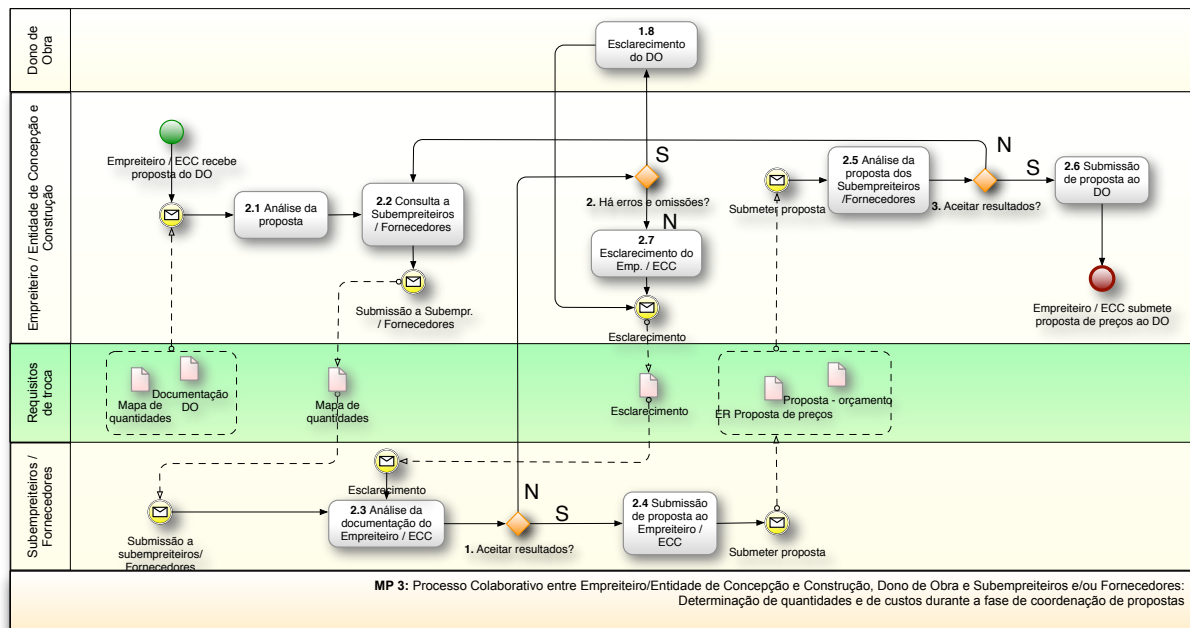 Dono de
Obra
1.8
Esclarecimento
do DO
Empreiteiro / Entidade de Concepção e
Construção
Empreiteiro / ECC recebe
proposta do DO
2.1 Análise da
proposta
2.2 Consulta a
Subempreiteiros
/ Fornecedores
Submissão a Subempr.
/ Fornecedores
S
2. Há erros e omissões?
N
2.7
Esclarecimento do
Emp. / ECC
Esclarecimento
Submeter proposta
2.5 Análise da
proposta dos
Subempreiteiros
/Fornecedores
N
S
3. Aceitar resultados?
2.6 Submissão
de proposta ao
DO
Empreiteiro / ECC submete
proposta de preços ao DO
Requisitos
de troca
Mapa de
quantidades
Documentação
DO
Mapa de
quantidades
Esclarecimento
ER Proposta de preços
Proposta - orçamento
Subempreiteiros /
Fornecedores
Submissão a
subempreiteiros/
Fornecedores
Esclarecimento
2.3 Análise da
documentação do
Empreiteiro / ECC
N
S
1. Aceitar resultados?
2.4 Submissão
de proposta ao
Empreiteiro /
ECC
Submeter proposta
MP 3: Processo Colaborativo entre Empreiteiro/Entidade de Concepção e Construção, Dono de Obra e Subempreiteiros e/ou Fornecedores:
Determinação de quantidades e de custos durante a fase de coordenação de propostas